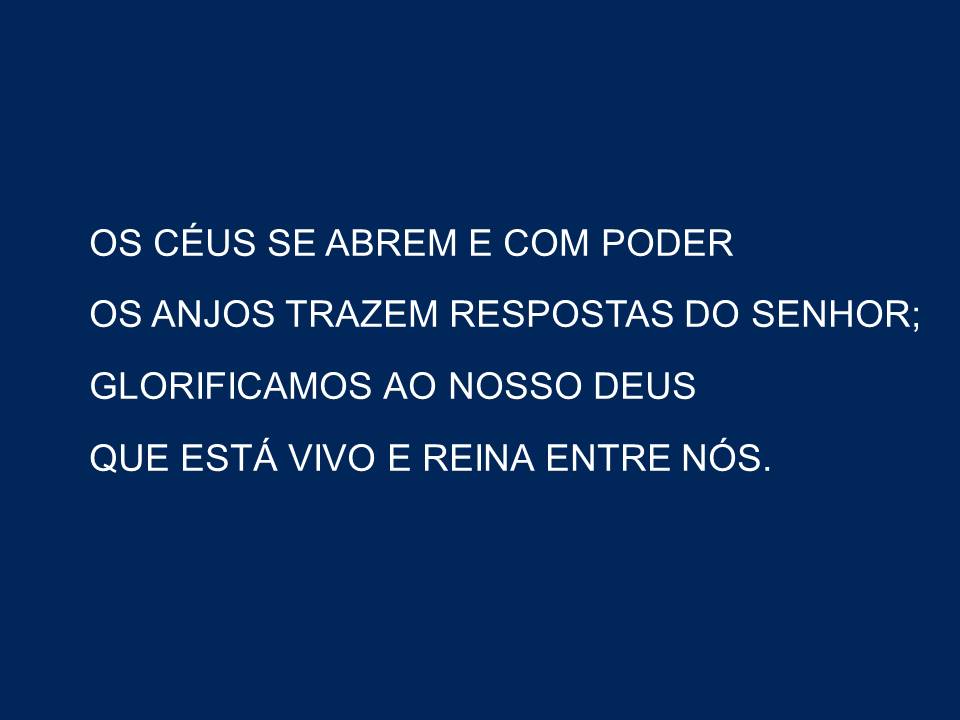 OS CÉUS SE ABREM E COM PODER
OS ANJOS TRAZEM RESPOSTAS DO SENHOR;
GLORIFICAMOS AO NOSSO DEUS
QUE ESTÁ VIVO E REINA ENTRE NÓS.